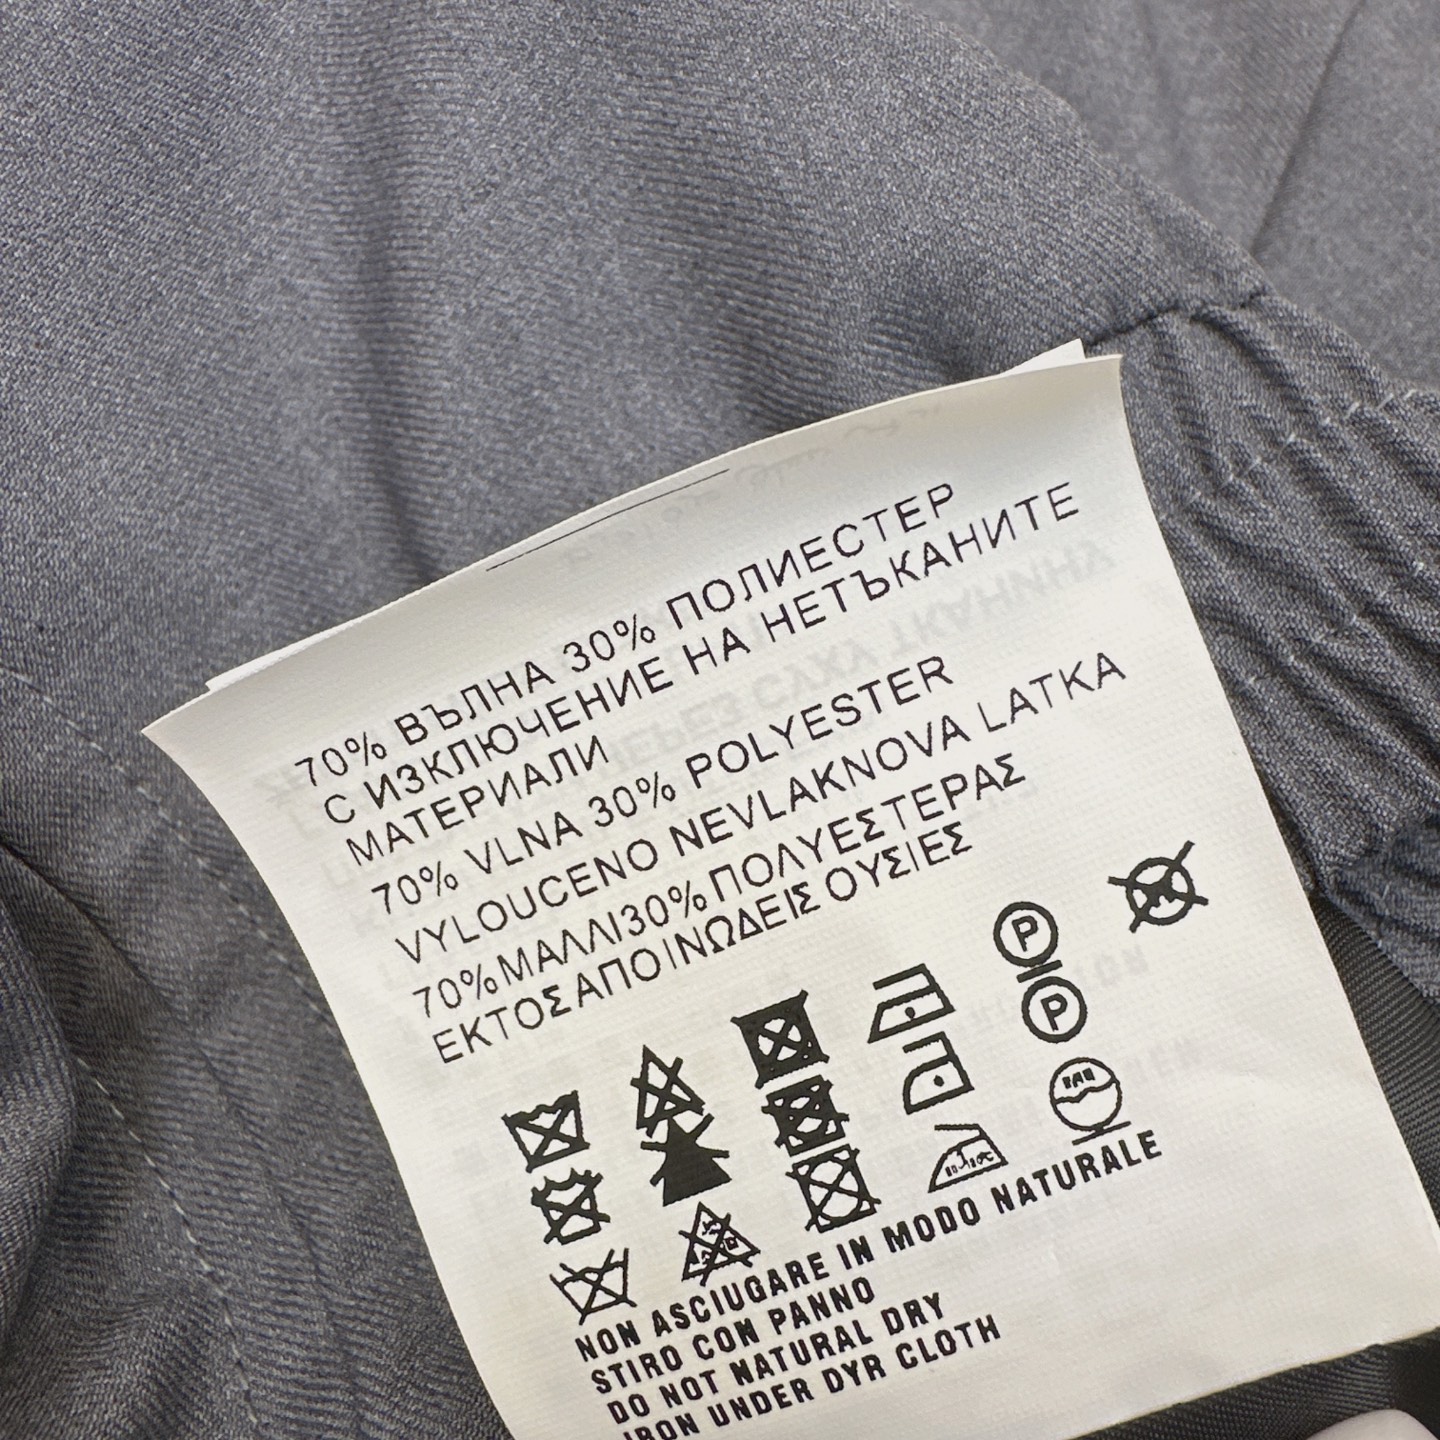 70% ВЪЛНА 30% ПОЛИЕСТЕР
С ИЗКЛЮЧЕНИЕ НА НЕТЪКАНИТЕ
МАТЕРИАЛИ
70% VLNA 30% POLYESTER
VYLOUCENO NEVLAKNOVA LATKA
70%ΜΑΛΛΙ30%ΠΟΛΥΕΣΤΕΡΑΣ
ΕΚΤΟΣΑΠΟΙΝΩΔΕΙΣ ΟΥΣΙΕΣ
P
P
NON ASCIUGARE IN MODO NATURALE
STIRO CON PANNO
DO NOT NATURAL DRY
IRON UNDER DYR CLOTH